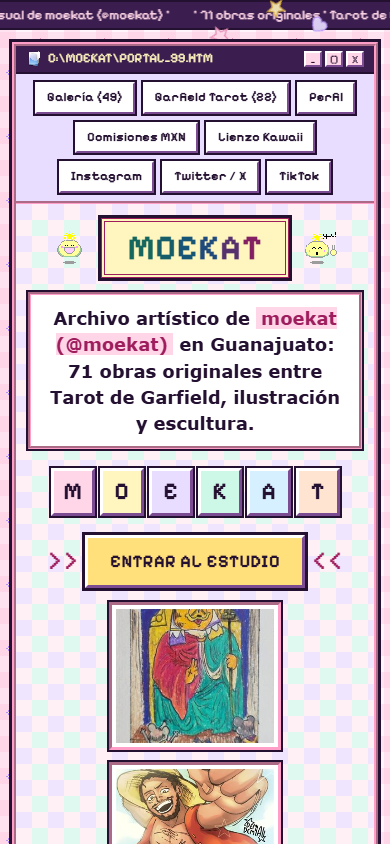 sual de moekat (@moekat) * * 71 obras originales * Tarot de
C:\MOEKAT\PORTAL_99.HTM
- O X
Galería (49) Garfield Tarot (22) Perfil
Comisiones MXN Lienzo Kawaii
Instagram Twitter / X TikTok
MOEKAT
Archivo artístico de moekat
(@moekat) en Guanajuato:
71 obras originales entre
Tarot de Garfield, ilustración
y escultura.
M O E K A T
>> ENTRAR AL ESTUDIO <<